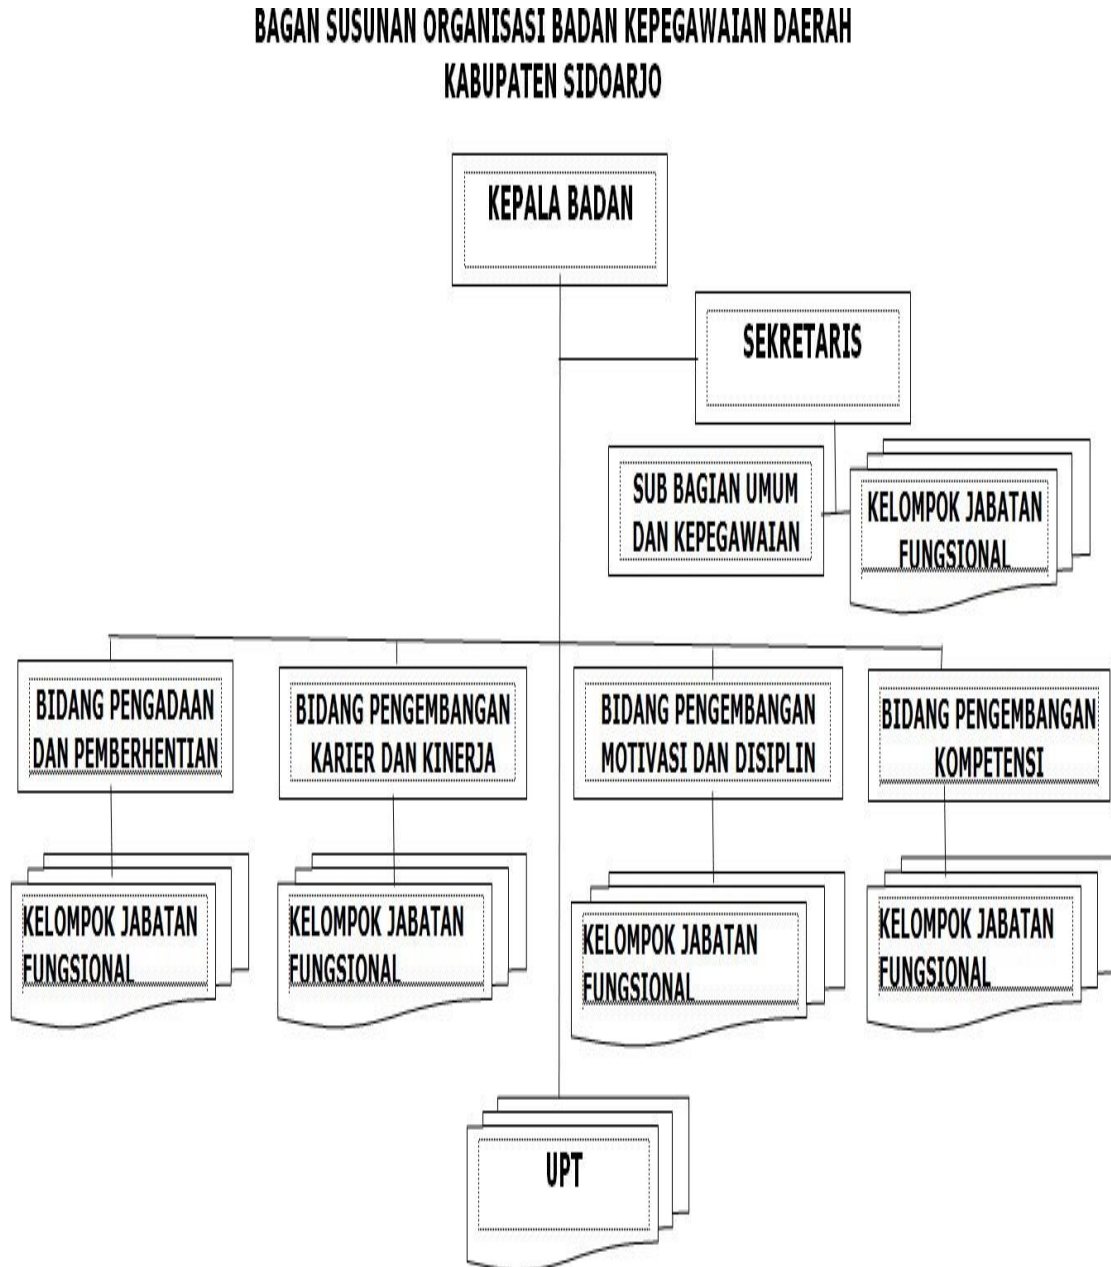 BAGAN SUSUNAN ORGANISASI BADAN KEPEGAWAIAN DAERAH
KABUPATEN SIDOARJO
KEPALA BADAN
SEKRETARIS
SUB BAGIAN UMUM
DAN KEPEGAWAIAN
KELOMPOK JABATAN
FUNGSIONAL
BIDANG PENGADAAN
DAN PEMBERHENTIAN
BIDANG PENGEMBANGAN
KARIER DAN KINERJA
BIDANG PENGEMBANGAN
MOTIVASI DAN DISIPLIN
BIDANG PENGEMBANGAN
KOMPETENSI
KELOMPOK JABATAN
FUNGSIONAL
KELOMPOK JABATAN
FUNGSIONAL
KELOMPOK JABATAN
FUNGSIONAL
KELOMPOK JABATAN
FUNGSIONAL
UPT